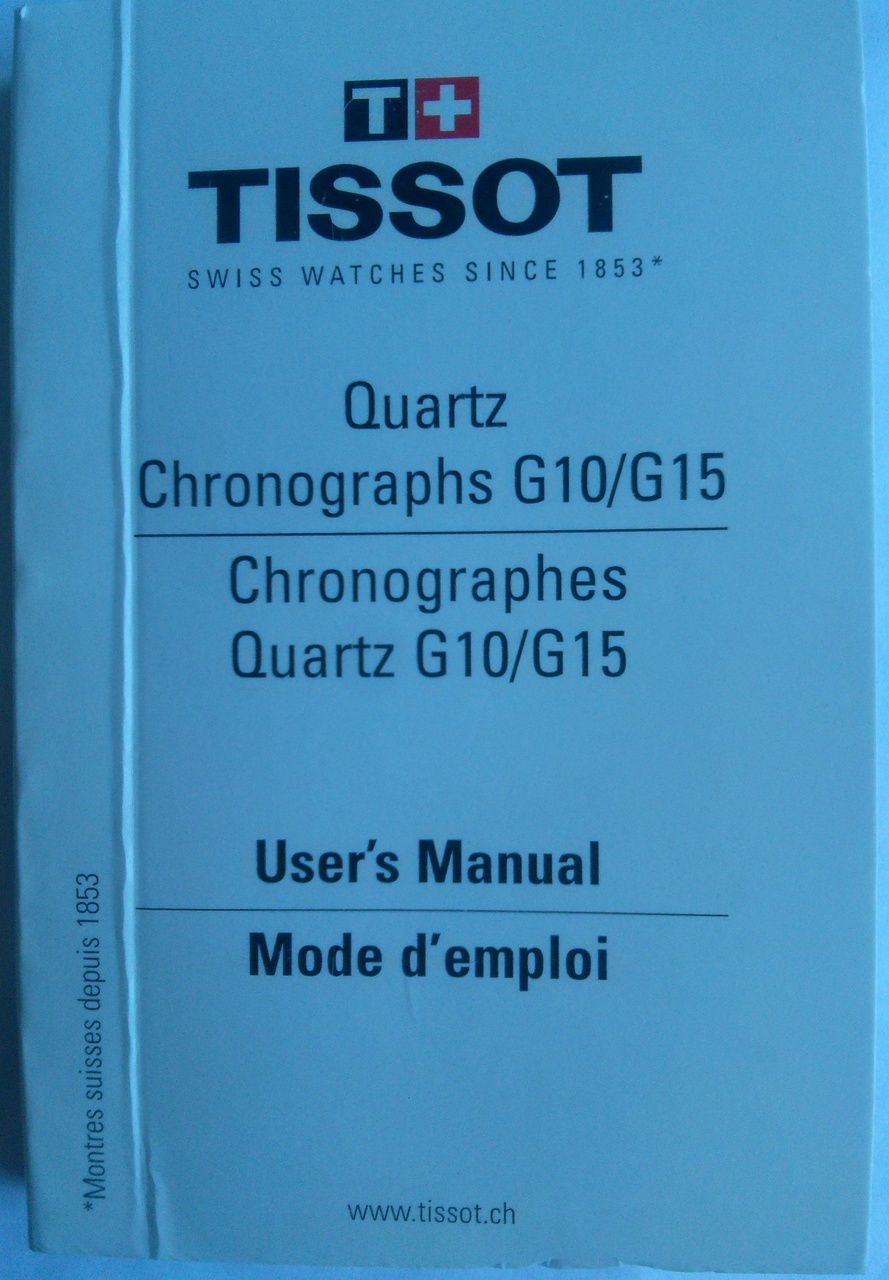 T+
TISSOT
SWISS WATCHES SINCE 1853*
Quartz
Chronographs G10/G15
Chronographes
Quartz G10/G15
User's Manual
Mode d'emploi
*Montres suisses depuis 1853
www.tissot.ch